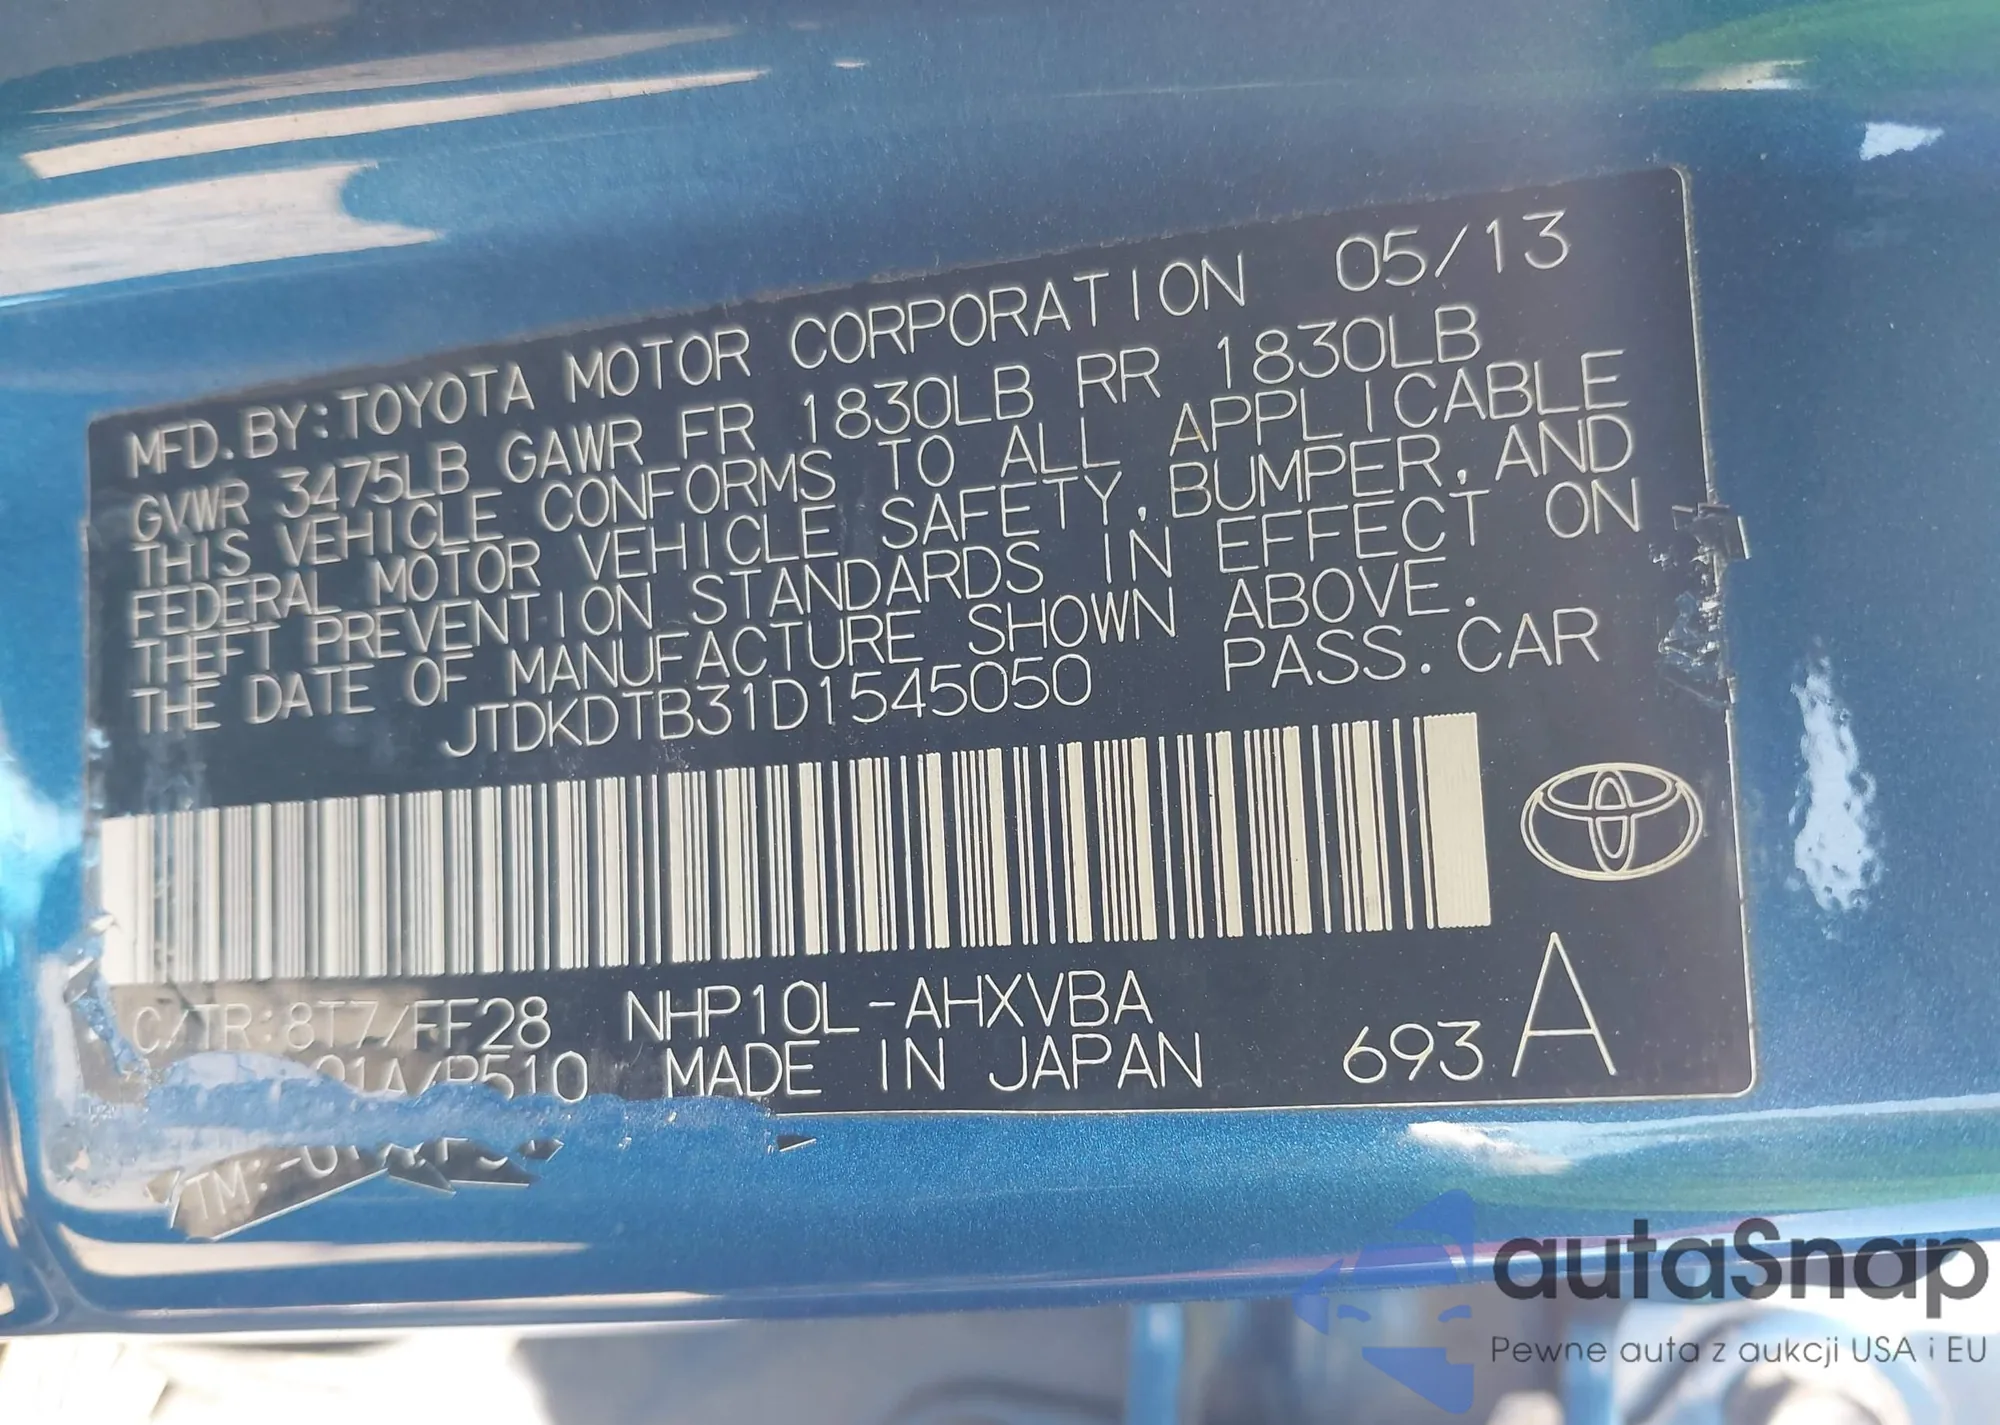 MFD.BY:TOYOTA MOTOR CORPORATION 05/13
GVWR 3475LB GAWR FR 1830LB RR 1830LB
THIS VEHICLE CONFORMS TO ALL APPLICABLE
FEDERAL MOTOR VEHICLE SAFETY, BUMPER, AND
THEFT PREVENTION STANDARDS IN EFFECT ON
THE DATE OF MANUFACTURE SHOWN ABOVE.
JTDKDTB31D1545050 PASS.CAR
C/TR:8T7/FF28 NHP10L-AHXVBA
MADE IN JAPAN 693A
autaSnap
Pewne auta z aukcji USA i EU